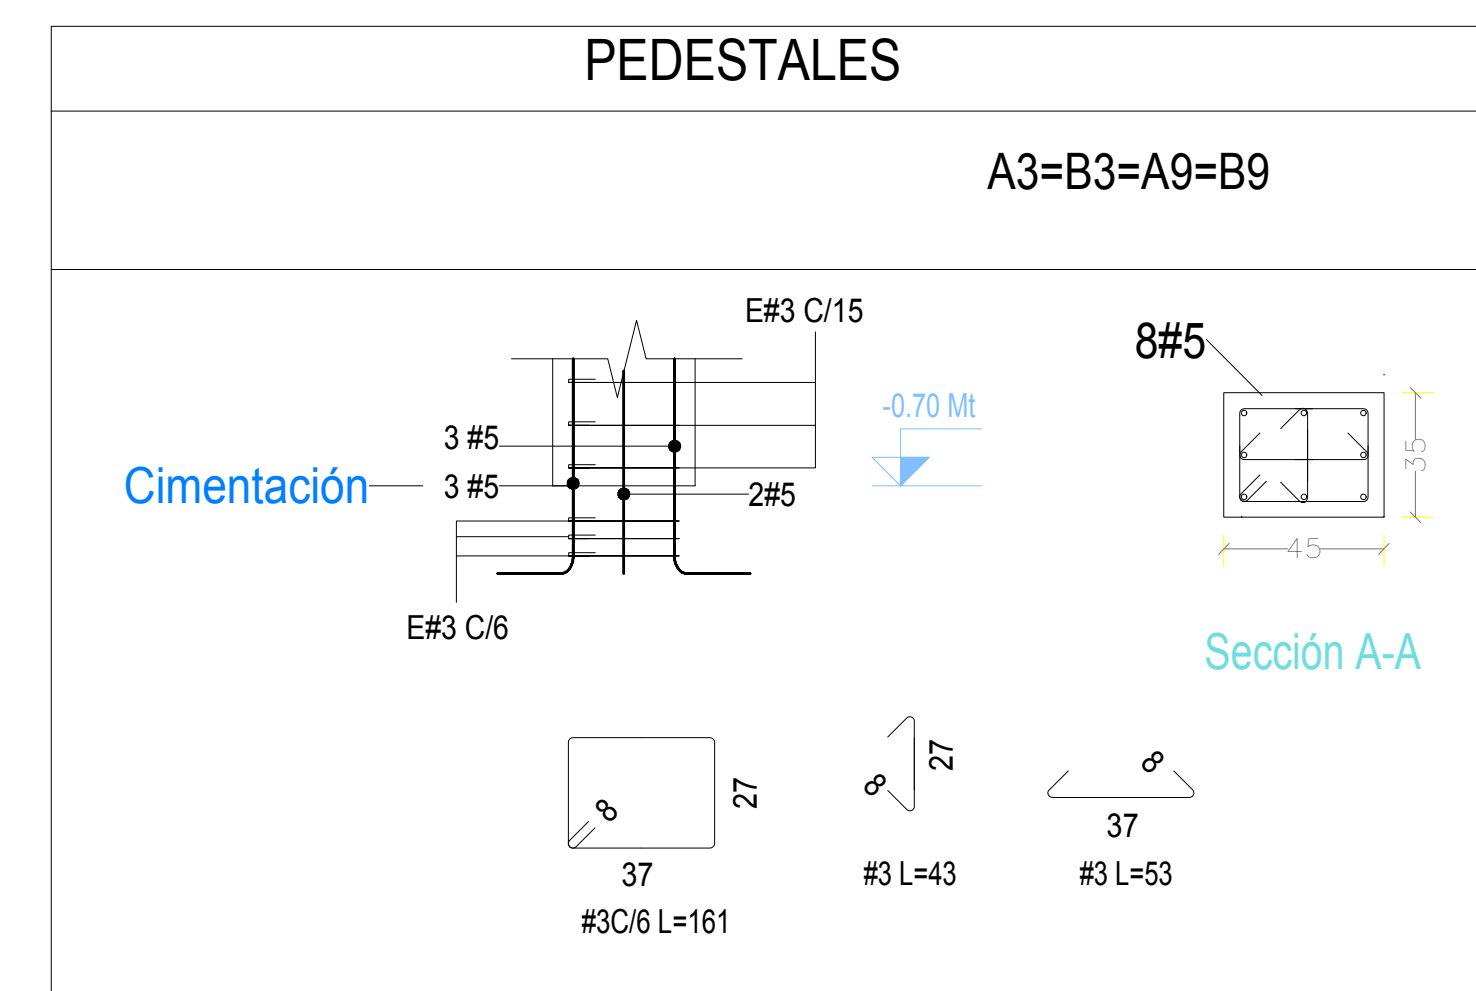 PEDESTALES
A3=B3=A9=B9
E#3 C/15
8#5
-0.70 Mt
3 #5
Cimentación
3 #5
2#5
35
45
E#3 C/6
Sección A-A
8
27
37
#3C/6 L=161
8
27
#3 L=43
8
37
#3 L=53